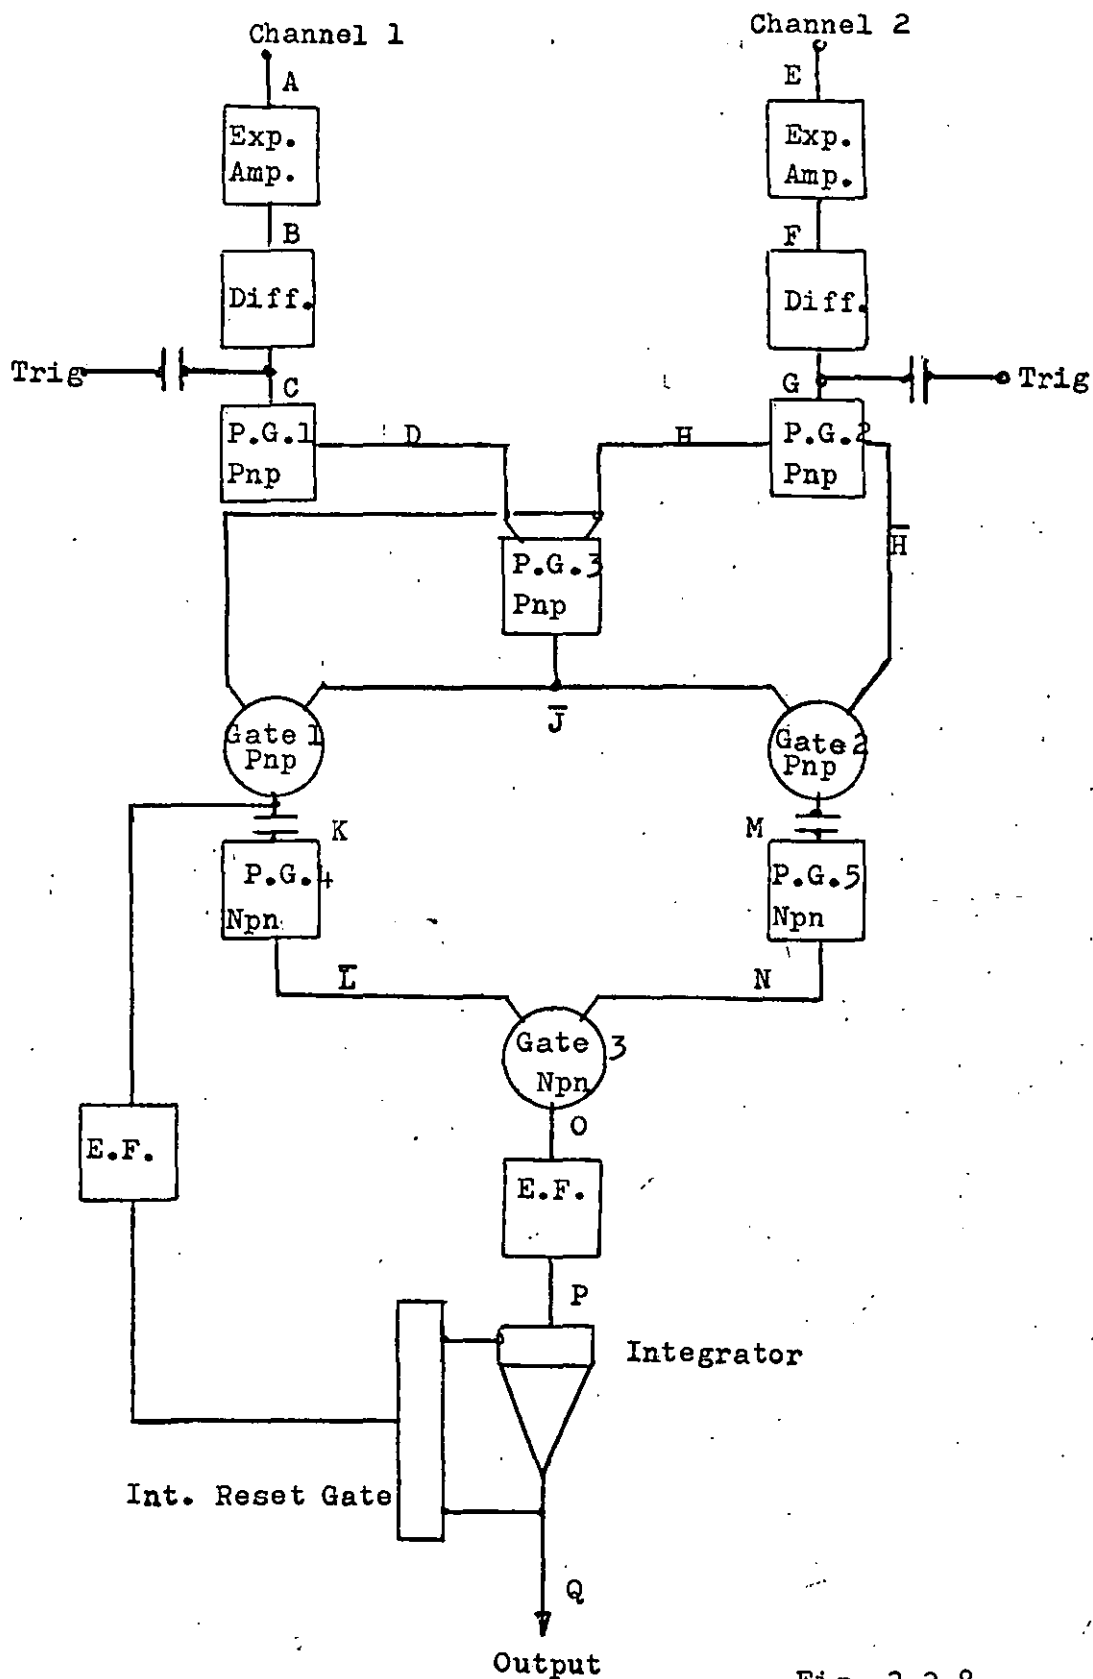 Channel 1
Channel 2
A
E
Exp.
Amp.
Exp.
Amp.
B
F
Diff.
Diff.
Trig
C
G
Trig
P.G.1
Pnp
D
H
P.G.2
Pnp
H̅
P.G.3
Pnp
J̅
Gate 1
Pnp
Gate 2
Pnp
K
M
P.G.4
Npn
P.G.5
Npn
L̅
N
Gate 3
Npn
O
E.F.
E.F.
P
Integrator
Int. Reset Gate
Q
Output